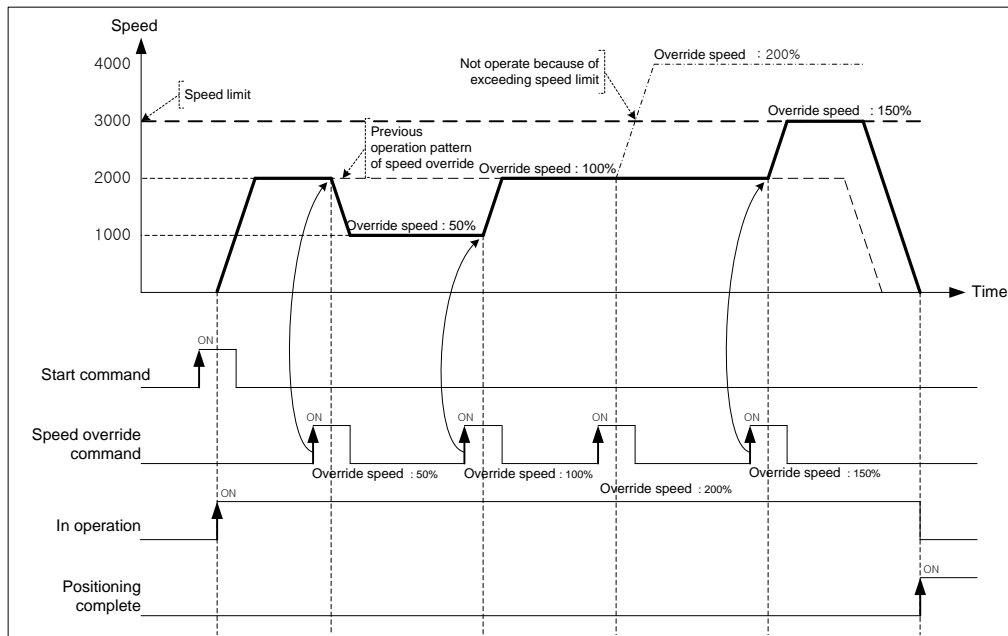 Speed
4000
Override speed : 200%
Not operate because of
exceeding speed limit
Speed limit
3000
Override speed : 150%
Previous
operation pattern
of speed override
2000
Override speed : 100%
1000
Override speed : 50%
Time
ON
Start command
ON
ON
ON
ON
Speed override
command
Override speed : 50%
Override speed : 100%
Override speed : 150%
ON
Override speed : 200%
In operation
ON
Positioning
complete